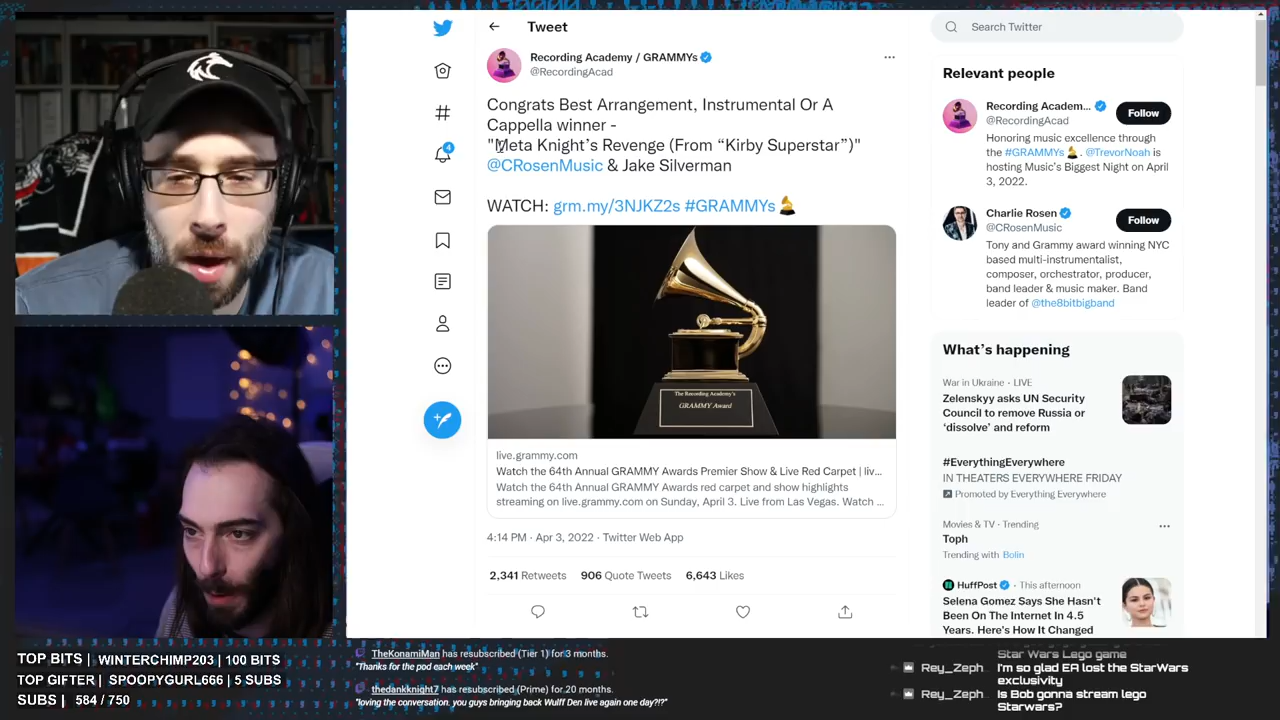 Tweet
Recording Academy / GRAMMYs
@RecordingAcad
Congrats Best Arrangement, Instrumental Or A
Cappella winner -
"Meta Knight's Revenge (From “Kirby Superstar”)"
@CRosenMusic & Jake Silverman
WATCH: grm.my/3NJKZ2s #GRAMMYs
The Recording Academy's
GRAMMY Award
live.grammy.com
Watch the 64th Annual GRAMMY Awards Premier Show & Live Red Carpet | liv...
Watch the 64th Annual GRAMMY Awards red carpet and show highlights
streaming on live.grammy.com on Sunday, April 3. Live from Las Vegas. Watch ...
4:14 PM · Apr 3, 2022 · Twitter Web App
2,341 Retweets 906 Quote Tweets 6,643 Likes
4
Search Twitter
Relevant people
Recording Academ...
@RecordingAcad
Follow
Honoring music excellence through
the #GRAMMYs . @TrevorNoah is
hosting Music's Biggest Night on April
3, 2022.
Charlie Rosen
@CRosenMusic
Follow
Tony and Grammy award winning NYC
based multi-instrumentalist,
composer, orchestrator, producer,
band leader & music maker. Band
leader of @the8bitbigband
What's happening
War in Ukraine · LIVE
Zelenskyy asks UN Security
Council to remove Russia or
‘dissolve’ and reform
#EverythingEverywhere
IN THEATERS EVERYWHERE FRIDAY
Promoted by Everything Everywhere
Movies & TV · Trending
Toph
Trending with Bolin
HuffPost · This afternoon
Selena Gomez Says She Hasn't
Been On The Internet In 4.5
Years. Here's How It Changed
TOP BITS | WINTERCHIMP203 | 100 BITS
TOP GIFTER | SPOOPYGURL666 | 5 SUBS
SUBS | 584 / 750
TheKonamiMan has resubscribed (Tier 1) for 3 months.
"Thanks for the pod each week"
thedankknight7 has resubscribed (Prime) for 20 months.
"loving the conversation. you guys bringing back Wulff Den live again one day?!?"
Star Wars Lego game
Rey_Zeph I'm so glad EA lost the StarWars
exclusivity
Rey_Zeph Is Bob gonna stream lego
Starwars?